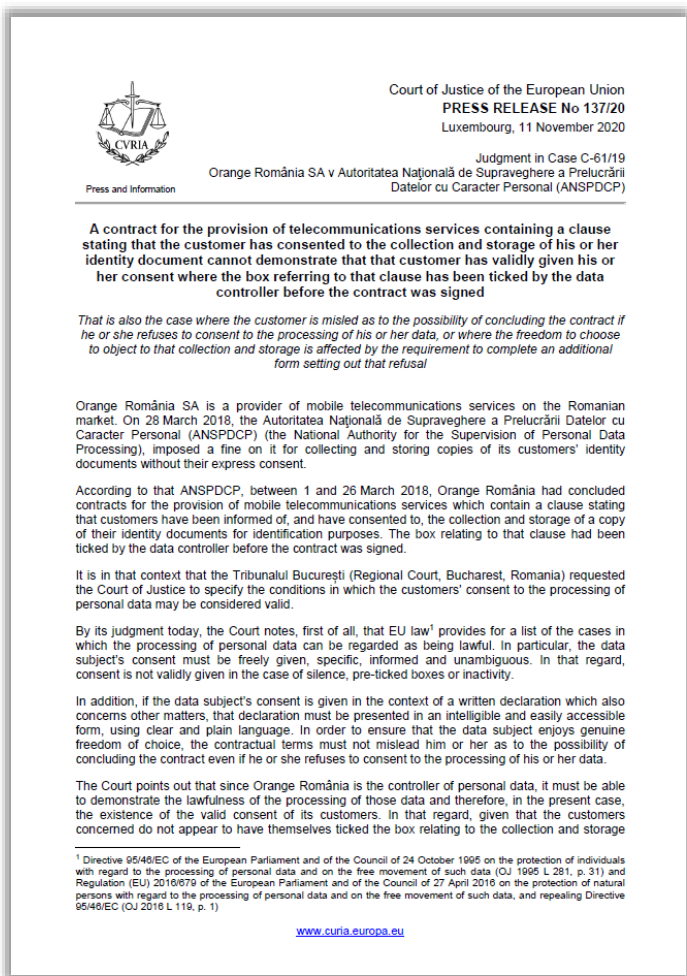 Court of Justice of the European Union
PRESS RELEASE No 137/20
Luxembourg, 11 November 2020
CVRIA
Press and Information
Judgment in Case C-61/19
Orange România SA v Autoritatea Naţională de Supraveghere a Prelucrării
Datelor cu Caracter Personal (ANSPDCP)
A contract for the provision of telecommunications services containing a clause
stating that the customer has consented to the collection and storage of his or her
identity document cannot demonstrate that that customer has validly given his or
her consent where the box referring to that clause has been ticked by the data
controller before the contract was signed
That is also the case where the customer is misled as to the possibility of concluding the contract if
he or she refuses to consent to the processing of his or her data, or where the freedom to choose
to object to that collection and storage is affected by the requirement to complete an additional
form setting out that refusal
Orange România SA is a provider of mobile telecommunications services on the Romanian
market. On 28 March 2018, the Autoritatea Naţională de Supraveghere a Prelucrării Datelor cu
Caracter Personal (ANSPDCP) (the National Authority for the Supervision of Personal Data
Processing), imposed a fine on it for collecting and storing copies of its customers' identity
documents without their express consent.
According to that ANSPDCP, between 1 and 26 March 2018, Orange România had concluded
contracts for the provision of mobile telecommunications services which contain a clause stating
that customers have been informed of, and have consented to, the collection and storage of a copy
of their identity documents for identification purposes. The box relating to that clause had been
ticked by the data controller before the contract was signed.
It is in that context that the Tribunalul București (Regional Court, Bucharest, Romania) requested
the Court of Justice to specify the conditions in which the customers' consent to the processing of
personal data may be considered valid.
By its judgment today, the Court notes, first of all, that EU law1 provides for a list of the cases in
which the processing of personal data can be regarded as being lawful. In particular, the data
subject's consent must be freely given, specific, informed and unambiguous. In that regard,
consent is not validly given in the case of silence, pre-ticked boxes or inactivity.
In addition, if the data subject's consent is given in the context of a written declaration which also
concerns other matters, that declaration must be presented in an intelligible and easily accessible
form, using clear and plain language. In order to ensure that the data subject enjoys genuine
freedom of choice, the contractual terms must not mislead him or her as to the possibility of
concluding the contract even if he or she refuses to consent to the processing of his or her data.
The Court points out that since Orange România is the controller of personal data, it must be able
to demonstrate the lawfulness of the processing of those data and therefore, in the present case,
the existence of the valid consent of its customers. In that regard, given that the customers
concerned do not appear to have themselves ticked the box relating to the collection and storage
1 Directive 95/46/EC of the European Parliament and of the Council of 24 October 1995 on the protection of individuals
with regard to the processing of personal data and on the free movement of such data (OJ 1995 L 281, p. 31) and
Regulation (EU) 2016/679 of the European Parliament and of the Council of 27 April 2016 on the protection of natural
persons with regard to the processing of personal data and on the free movement of such data, and repealing Directive
95/46/EC (OJ 2016 L 119, p. 1)
www.curia.europa.eu